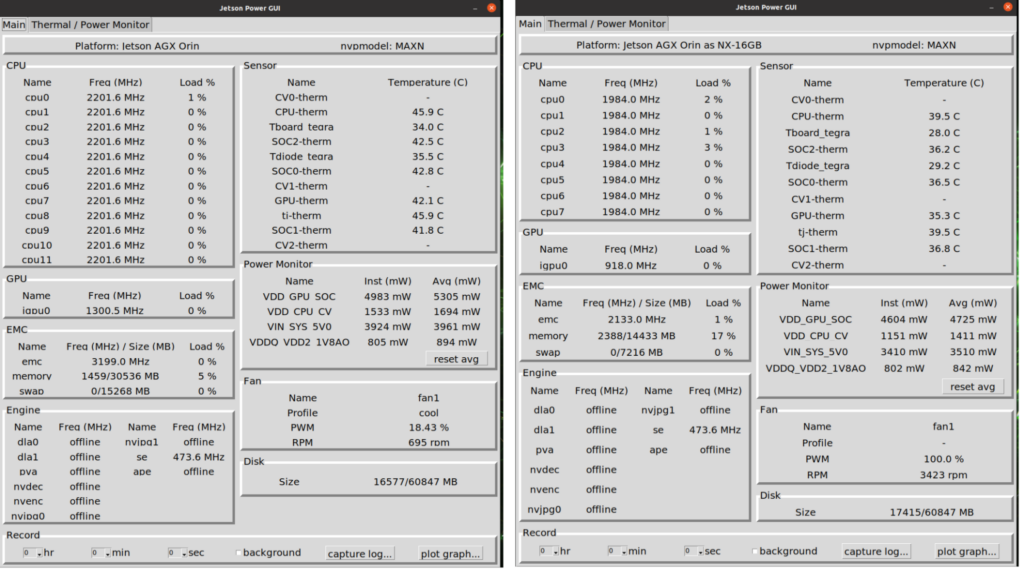 Jetson Power GUI
Main Thermal / Power Monitor
Platform: Jetson AGX Orin nvpmodel: MAXN
CPU
Name Freq (MHz) Load %
cpu0 2201.6 MHz 1 %
cpu1 2201.6 MHz 0 %
cpu2 2201.6 MHz 0 %
cpu3 2201.6 MHz 0 %
cpu4 2201.6 MHz 0 %
cpu5 2201.6 MHz 0 %
cpu6 2201.6 MHz 0 %
cpu7 2201.6 MHz 0 %
cpu8 2201.6 MHz 0 %
cpu9 2201.6 MHz 0 %
cpu10 2201.6 MHz 0 %
cpu11 2201.6 MHz 0 %
GPU
Name Freq (MHz) Load %
igpu0 1300.5 MHz 0 %
EMC
Name Freq (MHz) / Size (MB) Load %
emc 3199.0 MHz 0 %
memory 1459/30536 MB 5 %
swap 0/15268 MB 0 %
Engine
Name Freq (MHz) Name Freq (MHz)
dla0 offline nvjpg1 offline
dla1 offline se 473.6 MHz
pva offline ape offline
nvdec offline
nvenc offline
nvjpg0 offline
Sensor
Name Temperature (C)
CV0-therm -
CPU-therm 45.9 C
Tboard_tegra 34.0 C
SOC2-therm 42.5 C
Tdiode_tegra 35.5 C
SOC0-therm 42.8 C
CV1-therm -
GPU-therm 42.1 C
tj-therm 45.9 C
SOC1-therm 41.8 C
CV2-therm -
Power Monitor
Name Inst (mW) Avg (mW)
VDD_GPU_SOC 4983 mW 5305 mW
VDD_CPU_CV 1533 mW 1694 mW
VIN_SYS_5V0 3924 mW 3961 mW
VDDQ_VDD2_1V8AO 805 mW 894 mW
reset avg
Fan
Name fan1
Profile cool
PWM 18.43 %
RPM 695 rpm
Disk
Size 16577/60847 MB
Record
0 hr 0 min 0 sec background capture log... plot graph...
Jetson Power GUI
Main Thermal / Power Monitor
Platform: Jetson AGX Orin as NX-16GB nvpmodel: MAXN
CPU
Name Freq (MHz) Load %
cpu0 1984.0 MHz 2 %
cpu1 1984.0 MHz 0 %
cpu2 1984.0 MHz 1 %
cpu3 1984.0 MHz 3 %
cpu4 1984.0 MHz 0 %
cpu5 1984.0 MHz 0 %
cpu6 1984.0 MHz 0 %
cpu7 1984.0 MHz 0 %
GPU
Name Freq (MHz) Load %
igpu0 918.0 MHz 0 %
EMC
Name Freq (MHz) / Size (MB) Load %
emc 2133.0 MHz 1 %
memory 2388/14433 MB 17 %
swap 0/7216 MB 0 %
Engine
Name Freq (MHz) Name Freq (MHz)
dla0 offline nvjpg1 offline
dla1 offline se 473.6 MHz
pva offline ape offline
nvdec offline
nvenc offline
nvjpg0 offline
Sensor
Name Temperature (C)
CV0-therm -
CPU-therm 39.5 C
Tboard_tegra 28.0 C
SOC2-therm 36.2 C
Tdiode_tegra 29.2 C
SOC0-therm 36.5 C
CV1-therm -
GPU-therm 35.3 C
tj-therm 39.5 C
SOC1-therm 36.8 C
CV2-therm -
Power Monitor
Name Inst (mW) Avg (mW)
VDD_GPU_SOC 4604 mW 4725 mW
VDD_CPU_CV 1151 mW 1411 mW
VIN_SYS_5V0 3410 mW 3510 mW
VDDQ_VDD2_1V8AO 802 mW 842 mW
reset avg
Fan
Name fan1
Profile -
PWM 100.0 %
RPM 3423 rpm
Disk
Size 17415/60847 MB
Record
0 hr 0 min 0 sec background capture log... plot graph...